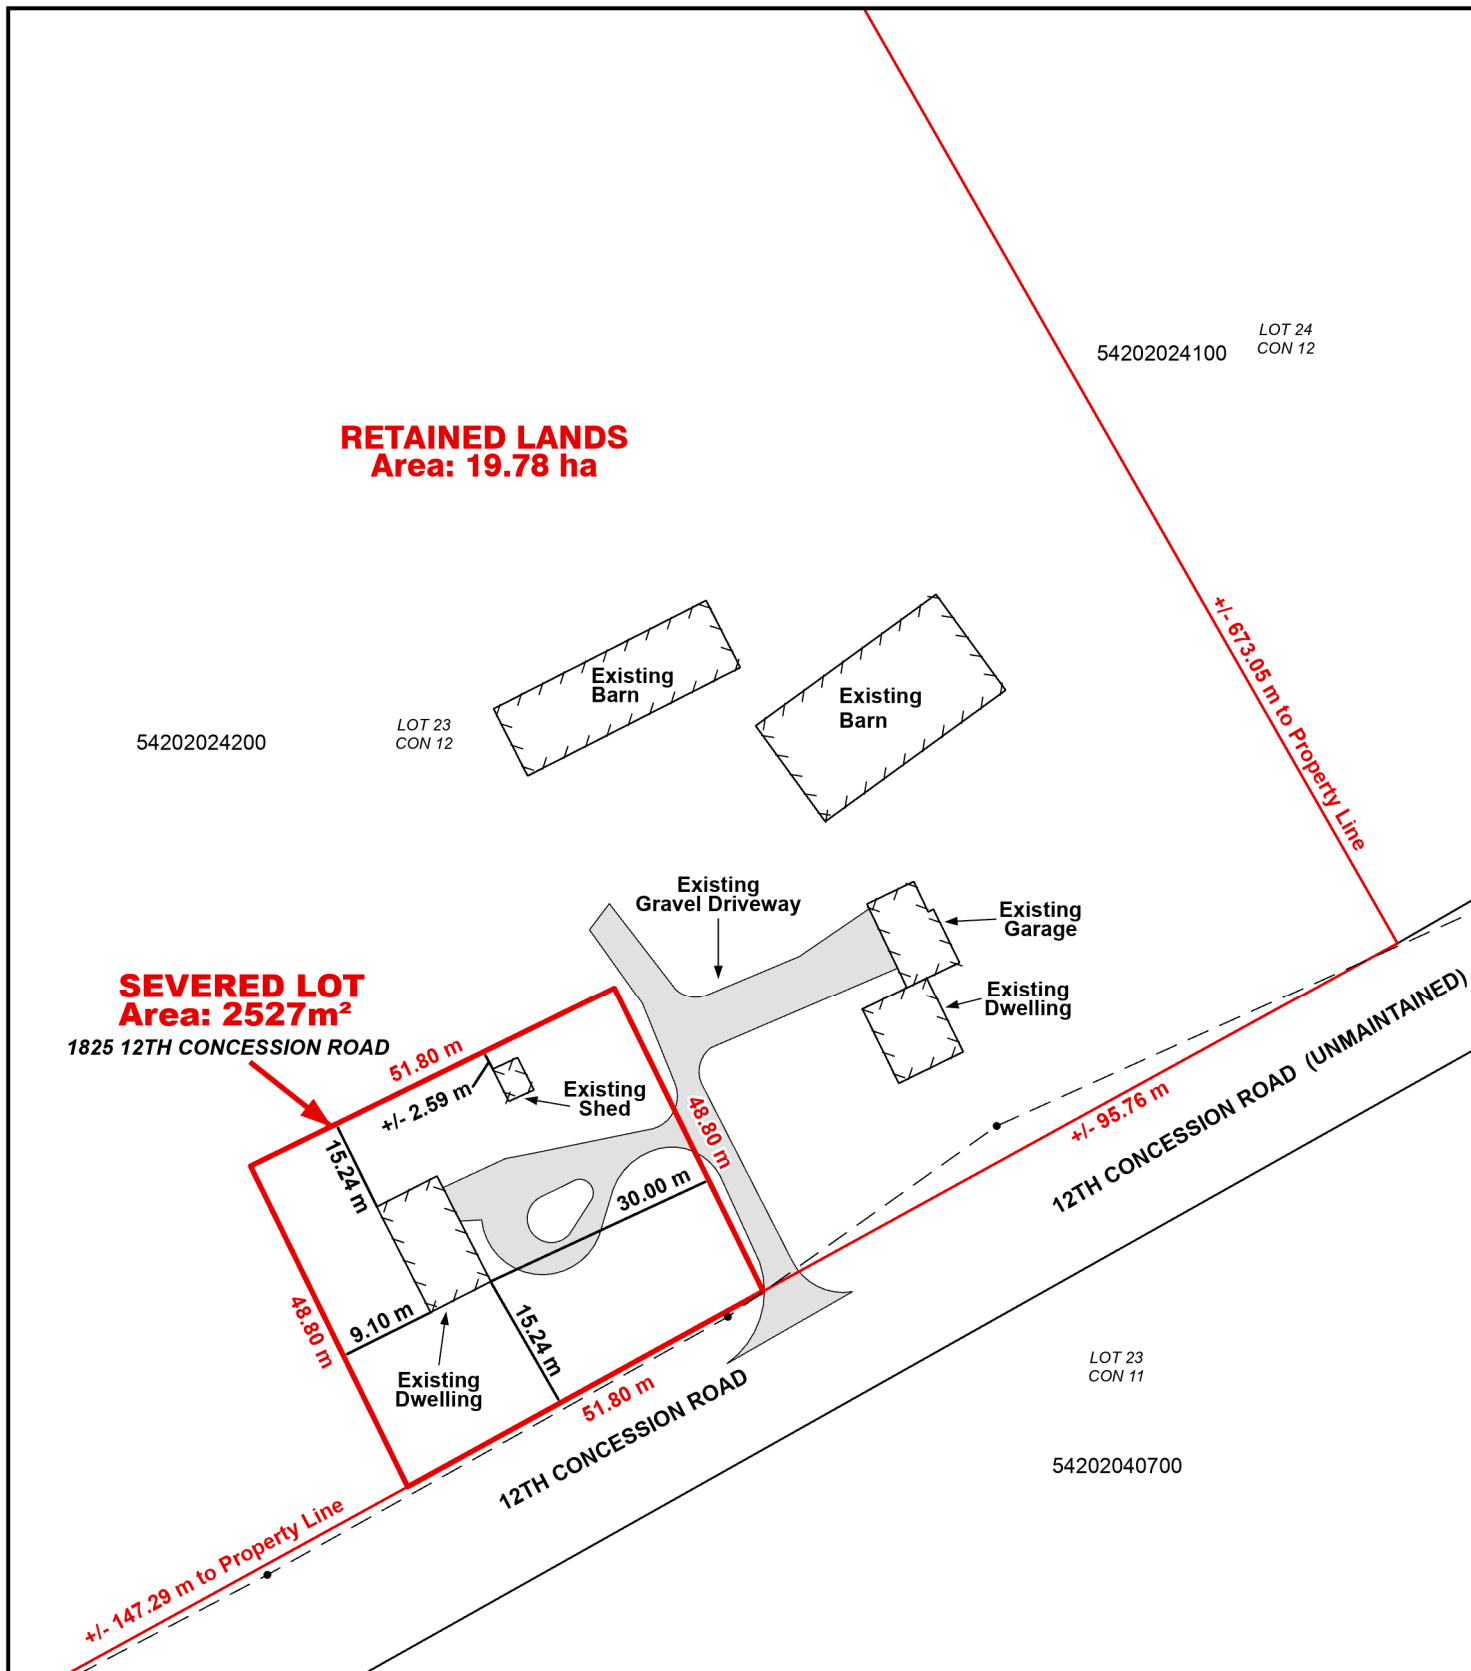 LOT 24
CON 12
54202024100
RETAINED LANDS
Area: 19.78 ha
+/- 673.05 m to Property Line
Existing
Barn
Existing
Barn
LOT 23
CON 12
54202024200
Existing
Gravel Driveway
Existing
Garage
Existing
Dwelling
SEVERED LOT
Area: 2527m²
1825 12TH CONCESSION ROAD
51.80 m
+/- 2.59 m
Existing
Shed
48.80 m
15.24 m
30.00 m
+/- 95.76 m
12TH CONCESSION ROAD (UNMAINTAINED)
48.80 m
9.10 m
15.24 m
Existing
Dwelling
51.80 m
12TH CONCESSION ROAD
LOT 23
CON 11
54202040700
+/- 147.29 m to Property Line